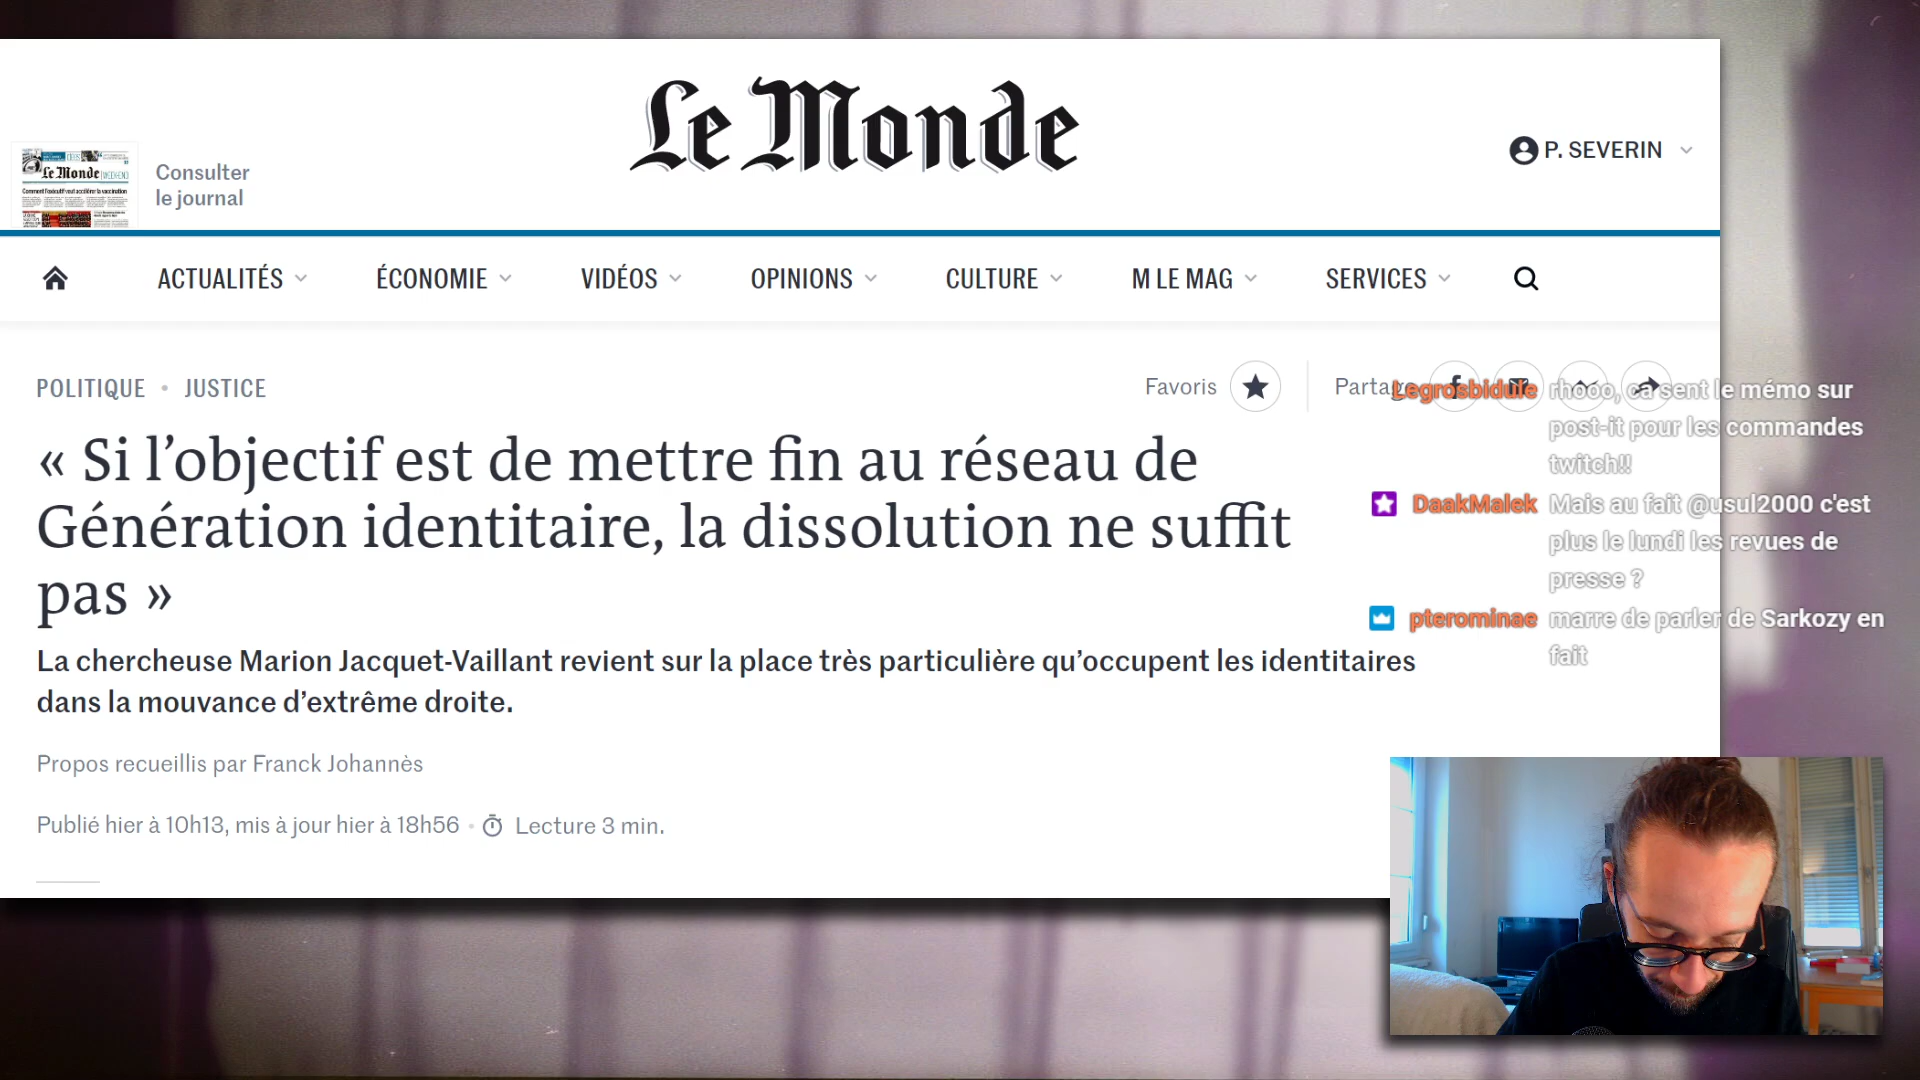 Le Monde
Le Monde
Consulter
le journal
P. SEVERIN
ACTUALITÉS
ÉCONOMIE
VIDÉOS
OPINIONS
CULTURE
M LE MAG
SERVICES
POLITIQUE • JUSTICE
Favoris
Partage
« Si l’objectif est de mettre fin au réseau de
Génération identitaire, la dissolution ne suffit
pas »
La chercheuse Marion Jacquet-Vaillant revient sur la place très particulière qu’occupent les identitaires
dans la mouvance d’extrême droite.
Propos recueillis par Franck Johannès
Publié hier à 10h13, mis à jour hier à 18h56 • Lecture 3 min.
Legrosbidule rhooo, ca sent le mémo sur
post-it pour les commandes
twitch!!
DaakMalek Mais au fait @usul2000 c'est
plus le lundi les revues de
presse ?
pterominae marre de parler de Sarkozy en
fait